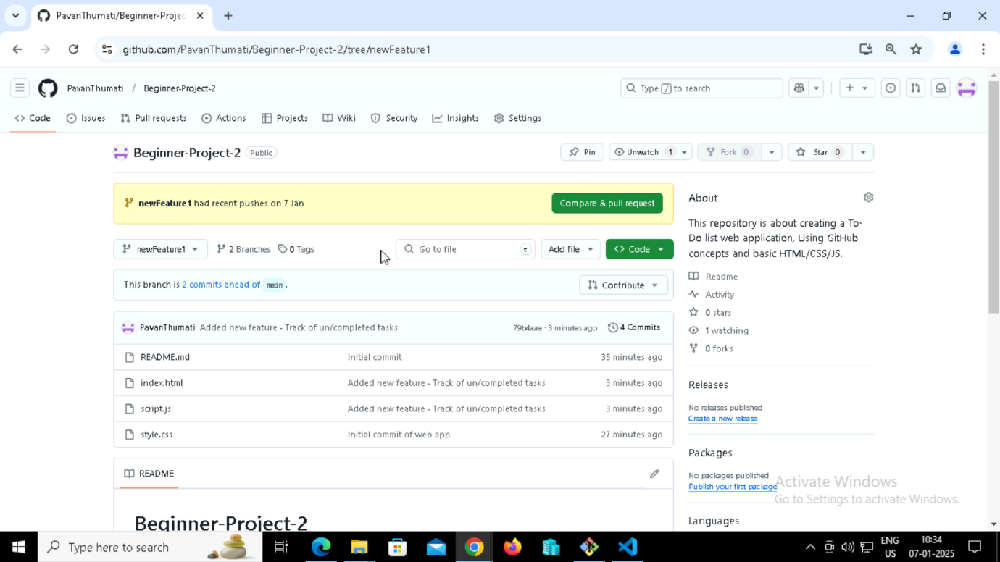 PavanThumati/Beginner-Projec
github.com/PavanThumati/Beginner-Project-2/tree/newFeature1
PavanThumati / Beginner-Project-2
Type / to search
Code Issues Pull requests Actions Projects Wiki Security Insights Settings
Beginner-Project-2 Public
Pin Unwatch 1 Fork 0 Star 0
newFeature1 had recent pushes on 7 Jan
Compare & pull request
newFeature1 2 Branches 0 Tags
Go to file t
Add file
<> Code
This branch is 2 commits ahead of main.
Contribute
PavanThumati Added new feature - Track of un/completed tasks 79b4aae · 3 minutes ago 4 Commits
README.md Initial commit 35 minutes ago
index.html Added new feature - Track of un/completed tasks 3 minutes ago
script.js Added new feature - Track of un/completed tasks 3 minutes ago
style.css Initial commit of web app 27 minutes ago
README
Beginner-Project-2
About
This repository is about creating a To-
Do list web application, Using GitHub
concepts and basic HTML/CSS/JS.
Readme
Activity
0 stars
1 watching
0 forks
Releases
No releases published
Create a new release
Packages
No packages published
Publish your first package
Languages
Activate Windows
Go to Settings to activate Windows.
Type here to search
ENG
US
10:34
07-01-2025